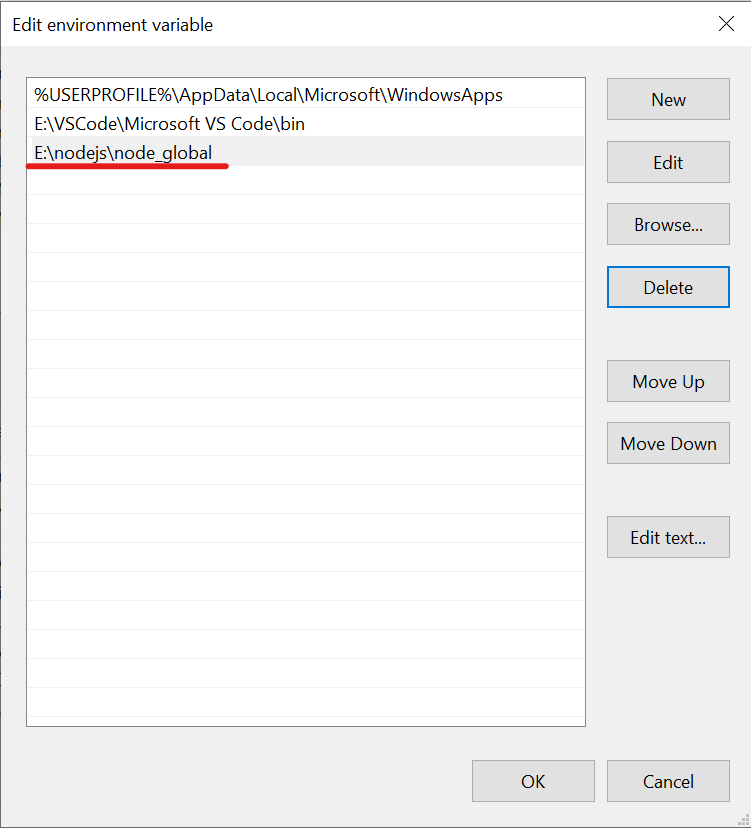 Edit environment variable
%USERPROFILE%\AppData\Local\Microsoft\WindowsApps
E:\VSCode\Microsoft VS Code\bin
E:\nodejs\node_global
New
Edit
Browse...
Delete
Move Up
Move Down
Edit text...
OK
Cancel